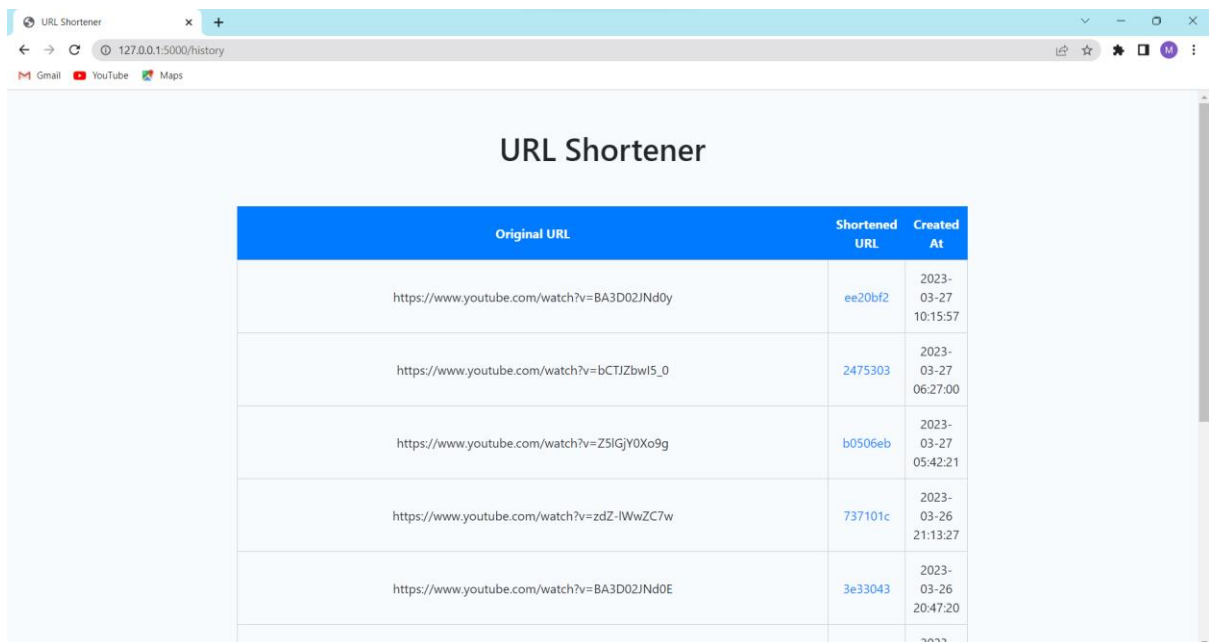 URL Shortener
127.0.0.1:5000/history
M
Gmail YouTube Maps
URL Shortener
Original URL Shortened URL Created At
https://www.youtube.com/watch?v=BA3D02JNd0y ee20bf2 2023-03-27 10:15:57
https://www.youtube.com/watch?v=bCTJZbwI5_0 2475303 2023-03-27 06:27:00
https://www.youtube.com/watch?v=Z5lGjY0Xo9g b0506eb 2023-03-27 05:42:21
https://www.youtube.com/watch?v=zdZ-lWwZC7w 737101c 2023-03-26 21:13:27
https://www.youtube.com/watch?v=BA3D02JNd0E 3e33043 2023-03-26 20:47:20